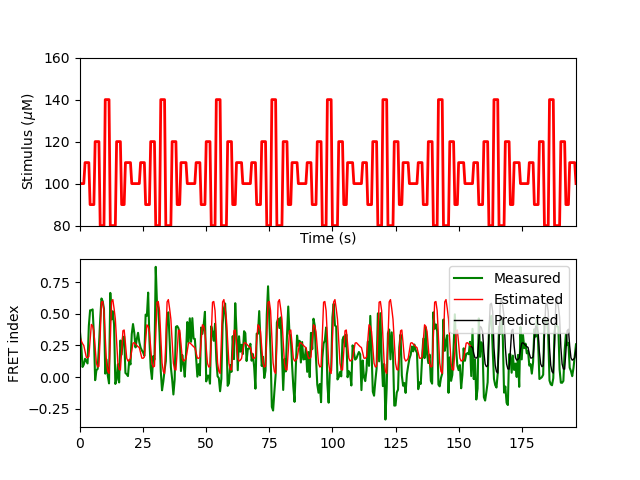 160
140
120
100
80
Stimulus (μM)
Time (s)
0.75
0.50
0.25
0.00
−0.25
FRET index
Measured
Estimated
Predicted
0 25 50 75 100 125 150 175